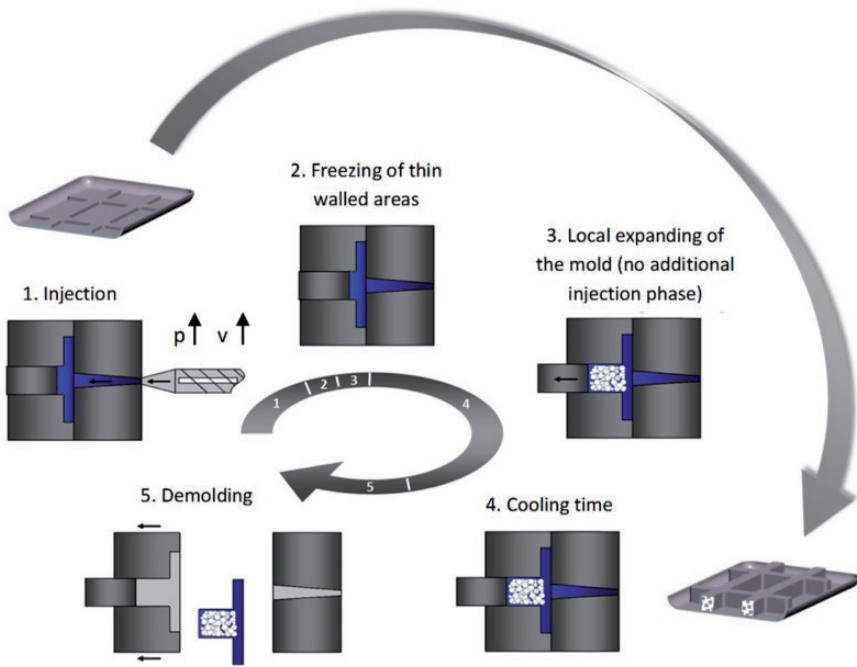 2. Freezing of thin
walled areas
3. Local expanding of
the mold (no additional
injection phase)
1. Injection
p v
1 2 3 4
5
5. Demolding
4. Cooling time